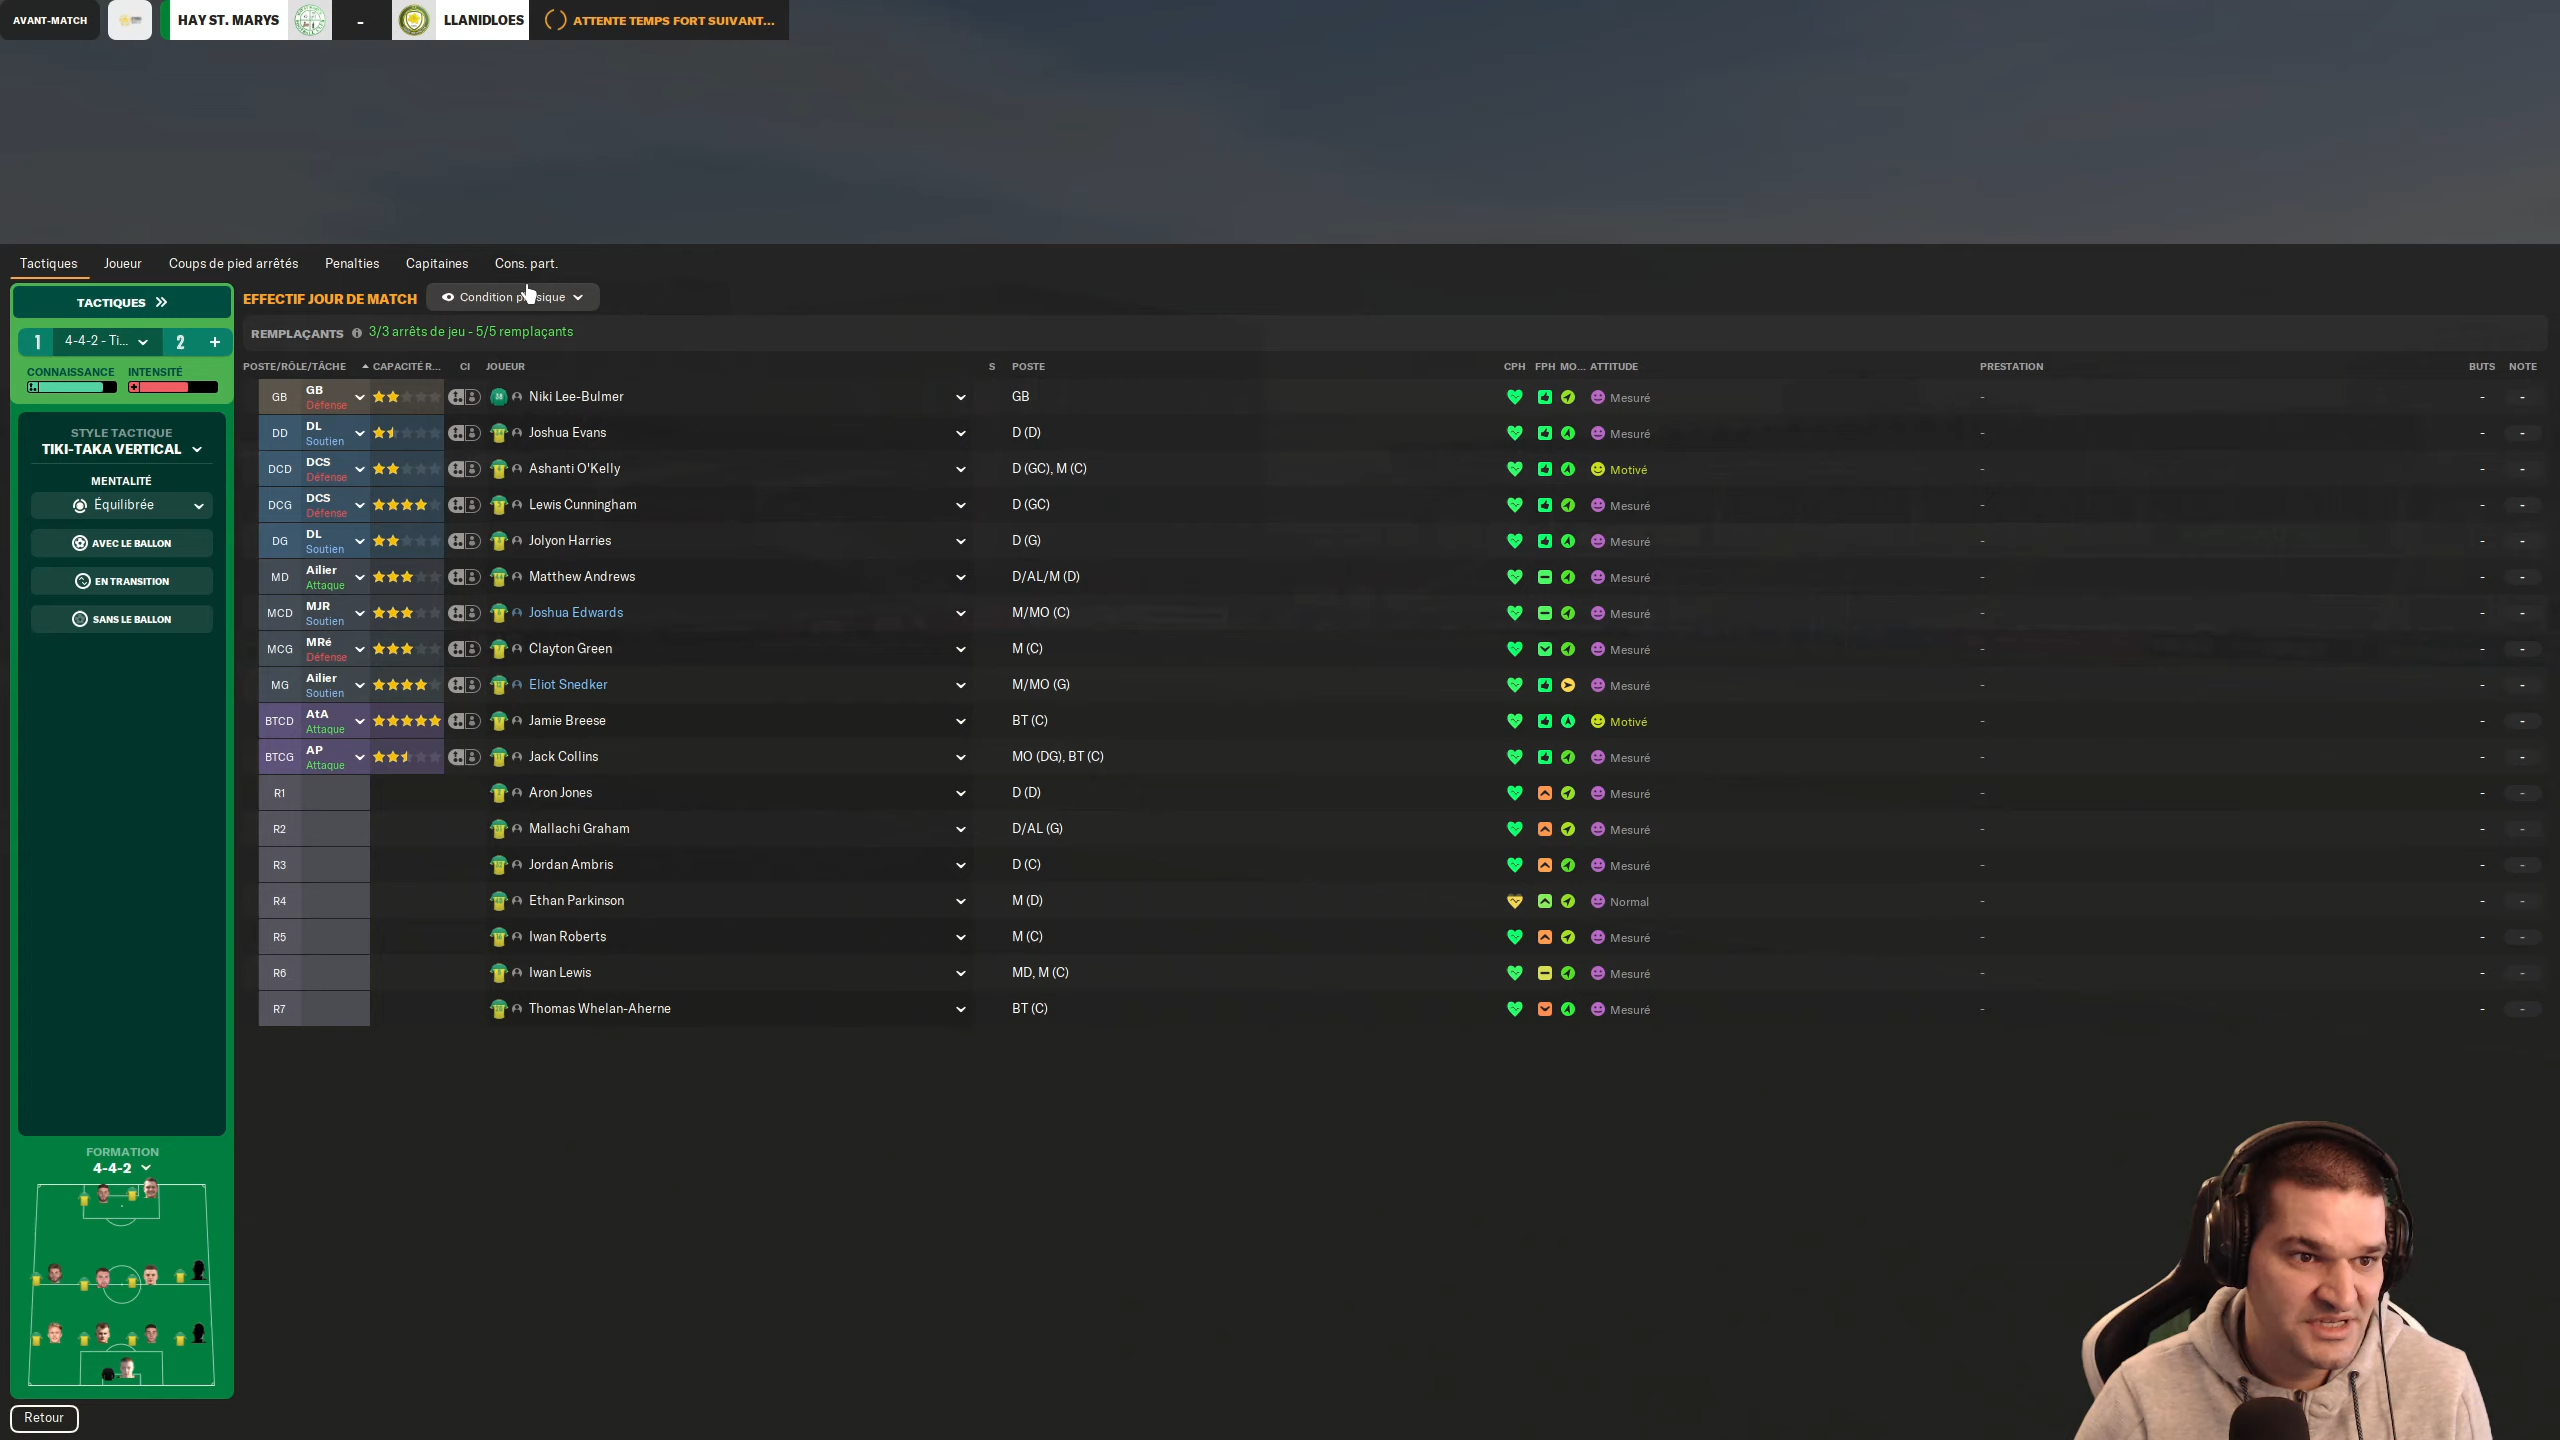 AVANT-MATCH
HAY ST. MARYS
-
LLANIDLOES
ATTENTE TEMPS FORT SUIVANT...
Tactiques Joueur Coups de pied arrêtés Penalties Capitaines Cons. part.
TACTIQUES
1 4-4-2 - Ti... 2 +
CONNAISSANCE INTENSITÉ
STYLE TACTIQUE
TIKI-TAKA VERTICAL
MENTALITÉ
Équilibrée
AVEC LE BALLON
EN TRANSITION
SANS LE BALLON
FORMATION
4-4-2
Retour
EFFECTIF JOUR DE MATCH
REMPLAÇANTS 3/3 arrêts de jeu - 5/5 remplaçants
POSTE/RÔLE/TÂCHE CAPACITÉ R... CI JOUEUR S POSTE CPH FPH MO... ATTITUDE PRESTATION BUTS NOTE
GB GB Défense Niki Lee-Bulmer GB Mesuré - - -
DD DL Soutien Joshua Evans D (D) Mesuré - - -
DCD DCS Défense Ashanti O'Kelly D (GC), M (C) Motivé - - -
DCG DCS Défense Lewis Cunningham D (GC) Mesuré - - -
DG DL Soutien Jolyon Harries D (G) Mesuré - - -
MD Ailier Attaque Matthew Andrews D/AL/M (D) Mesuré - - -
MCD MJR Soutien Joshua Edwards M/MO (C) Mesuré - - -
MCG MRé Défense Clayton Green M (C) Mesuré - - -
MG Ailier Soutien Eliot Snedker M/MO (G) Mesuré - - -
BTCD AtA Attaque Jamie Breese BT (C) Motivé - - -
BTCG AP Attaque Jack Collins MO (DG), BT (C) Mesuré - - -
R1 Aron Jones D (D) Mesuré - - -
R2 Mallachi Graham D/AL (G) Mesuré - - -
R3 Jordan Ambris D (C) Mesuré - - -
R4 Ethan Parkinson M (D) Normal - - -
R5 Iwan Roberts M (C) Mesuré - - -
R6 Iwan Lewis MD, M (C) Mesuré - - -
R7 Thomas Whelan-Aherne BT (C) Mesuré - - -